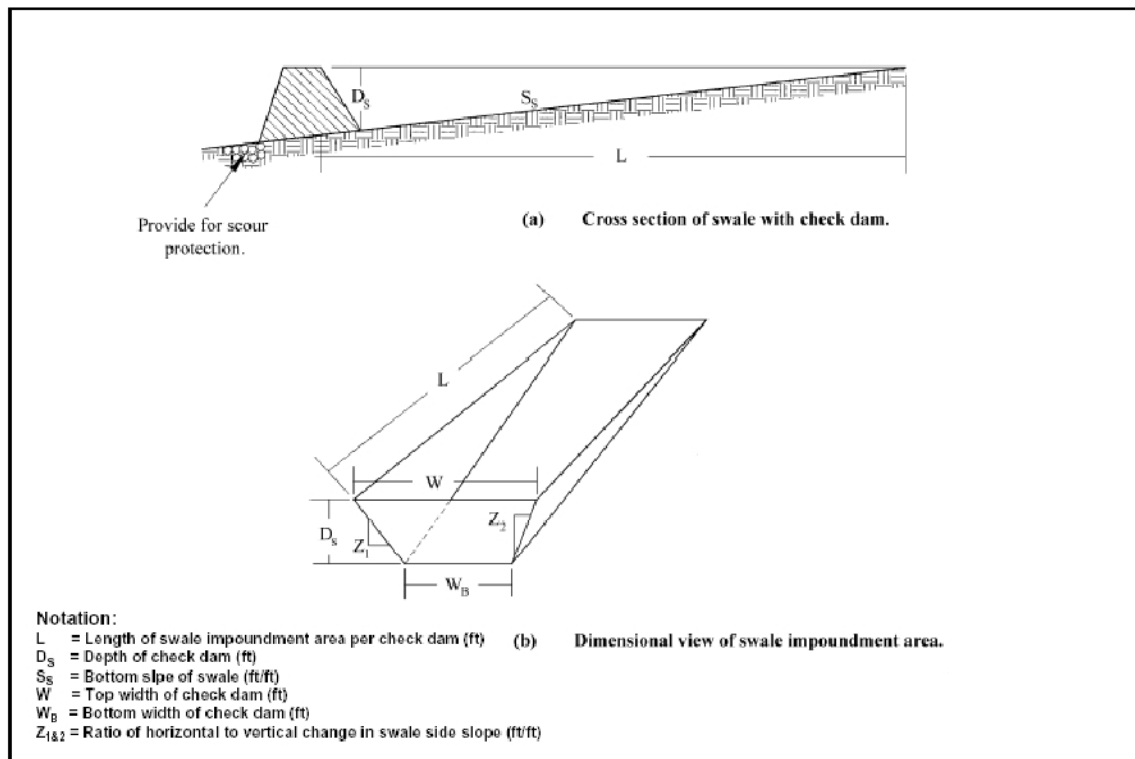 D_S
S_S
L
Provide for scour
protection.
(a) Cross section of swale with check dam.
L
W
D_s
Z_1
Z_2
W_B
Notation:
L = Length of swale impoundment area per check dam (ft)
(b) Dimensional view of swale impoundment area.
D_S = Depth of check dam (ft)
S_S = Bottom slpe of swale (ft/ft)
W = Top width of check dam (ft)
W_B = Bottom width of check dam (ft)
Z_1&2 = Ratio of horizontal to vertical change in swale side slope (ft/ft)